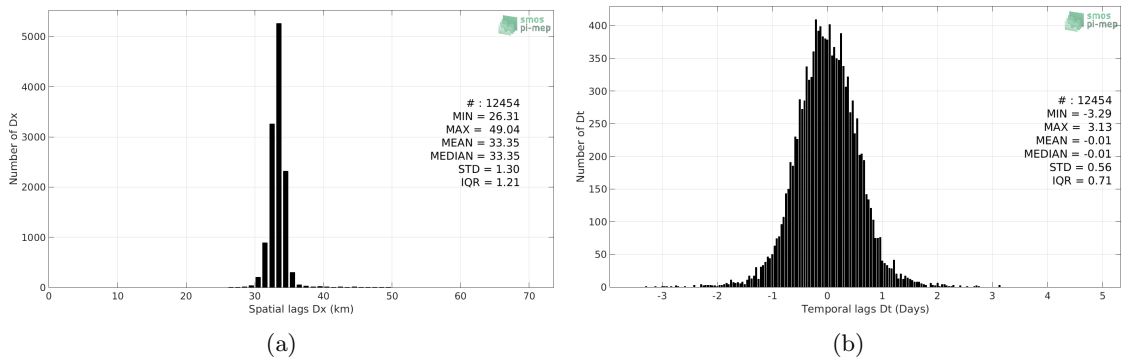 smos
pi-mep
5000
4000
3000
2000
1000
0
Number of Dx
# : 12454
MIN = 26.31
MAX = 49.04
MEAN = 33.35
MEDIAN = 33.35
STD = 1.30
IQR = 1.21
0 10 20 30 40 50 60 70
Spatial lags Dx (km)
(a)
smos
pi-mep
400
350
300
250
200
150
100
50
0
Number of Dt
# : 12454
MIN = -3.29
MAX = 3.13
MEAN = -0.01
MEDIAN = -0.01
STD = 0.56
IQR = 0.71
-3 -2 -1 0 1 2 3 4 5
Temporal lags Dt (Days)
(b)